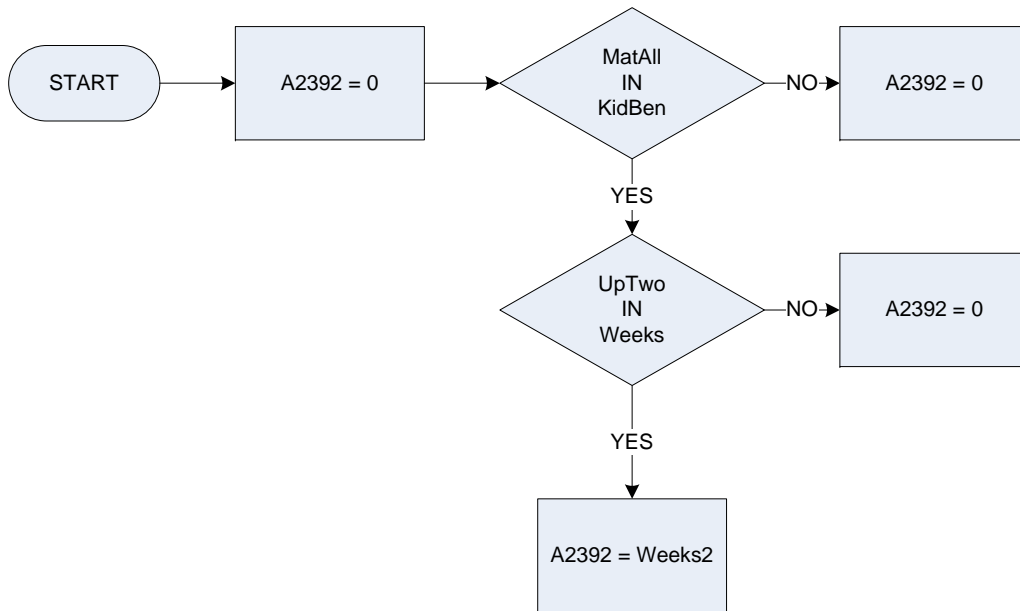 START
A2392 = 0
MatAll
IN
KidBen
NO
A2392 = 0
YES
UpTwo
IN
Weeks
NO
A2392 = 0
YES
A2392 = Weeks2